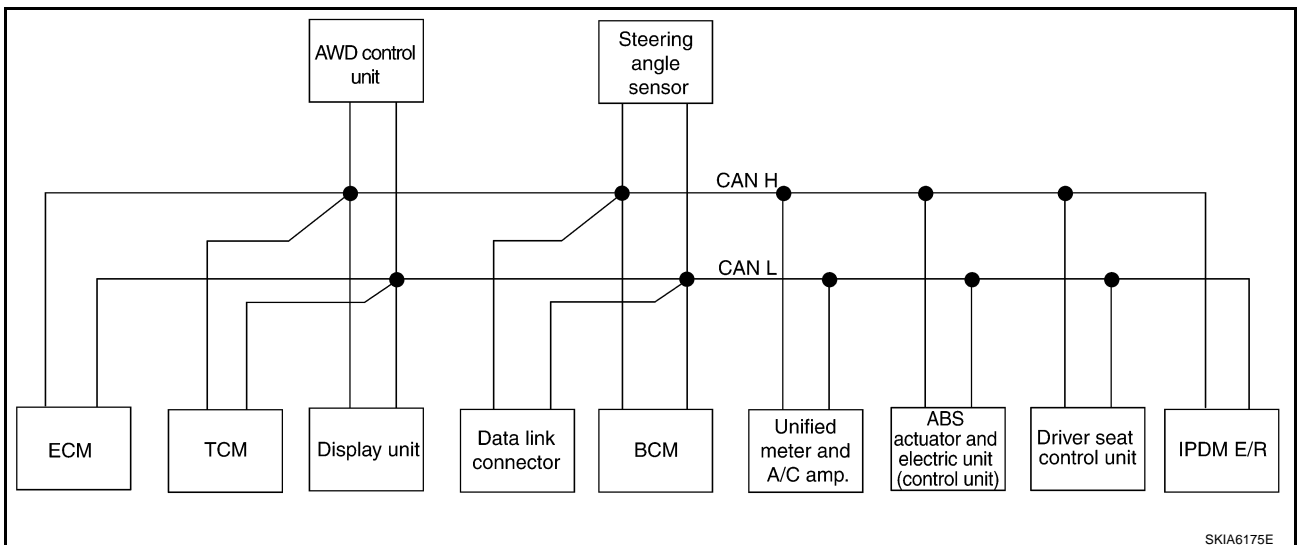 AWD control
unit
Steering
angle
sensor
CAN H
CAN L
ECM
TCM
Display unit
Data link
connector
BCM
Unified
meter and
A/C amp.
ABS
actuator and
electric unit
(control unit)
Driver seat
control unit
IPDM E/R
SKIA6175E